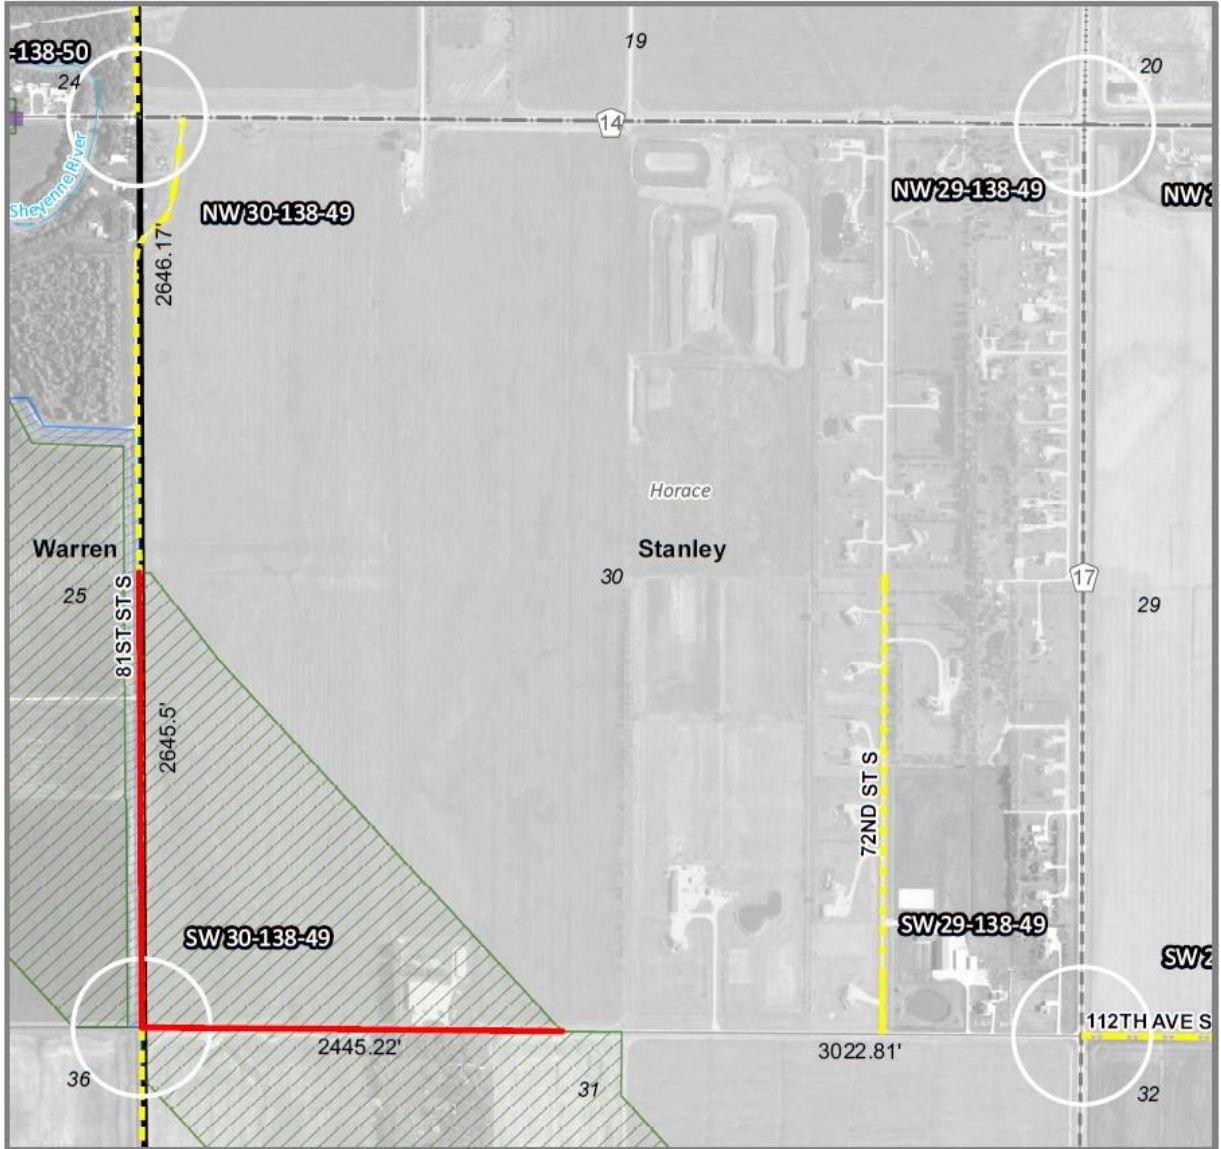 -138-50
24
19
20
14
Sheyenne River
NW 30-138-49
NW 29-138-49
NW 2
2646.17'
Horace
Warren
Stanley
25
30
17
29
81ST ST S
2645.5'
72ND ST S
SW 30-138-49
SW 29-138-49
SW 2
112TH AVE S
2445.22'
3022.81'
36
31
32